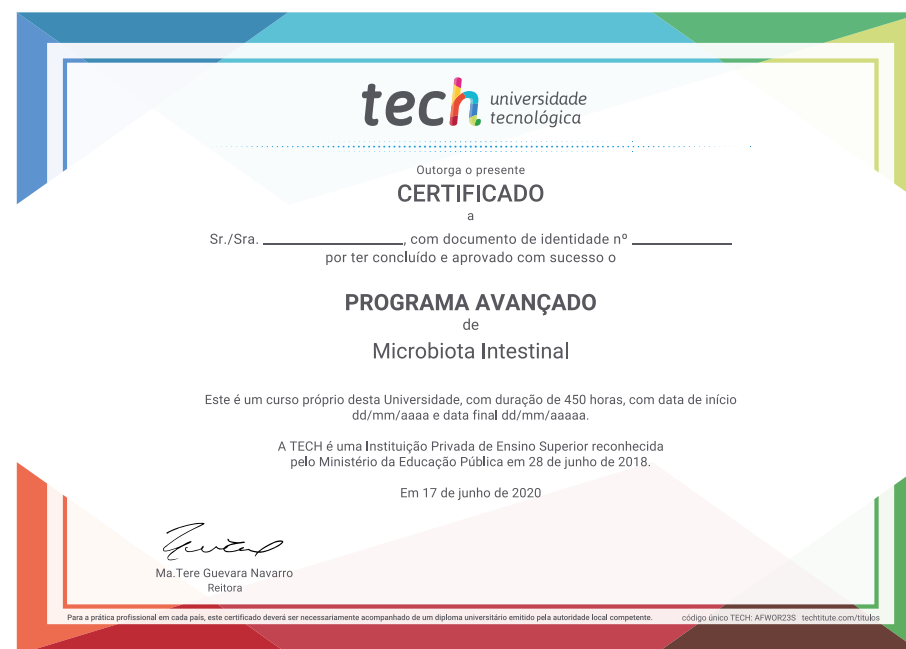 tech universidade
tecnológica
Outorga o presente
CERTIFICADO
a
Sr./Sra. ____________________, com documento de identidade nº ______________
por ter concluído e aprovado com sucesso o
PROGRAMA AVANÇADO
de
Microbiota Intestinal
Este é um curso próprio desta Universidade, com duração de 450 horas, com data de início
dd/mm/aaaa e data final dd/mm/aaaaa.
A TECH é uma Instituição Privada de Ensino Superior reconhecida
pelo Ministério da Educação Pública em 28 de junho de 2018.
Em 17 de junho de 2020
Ma.Tere Guevara Navarro
Reitora
Para a prática profissional em cada país, este certificado deverá ser necessariamente acompanhado de um diploma universitário emitido pela autoridade local competente. código único TECH: AFWOR23S techtitute.com/titulos